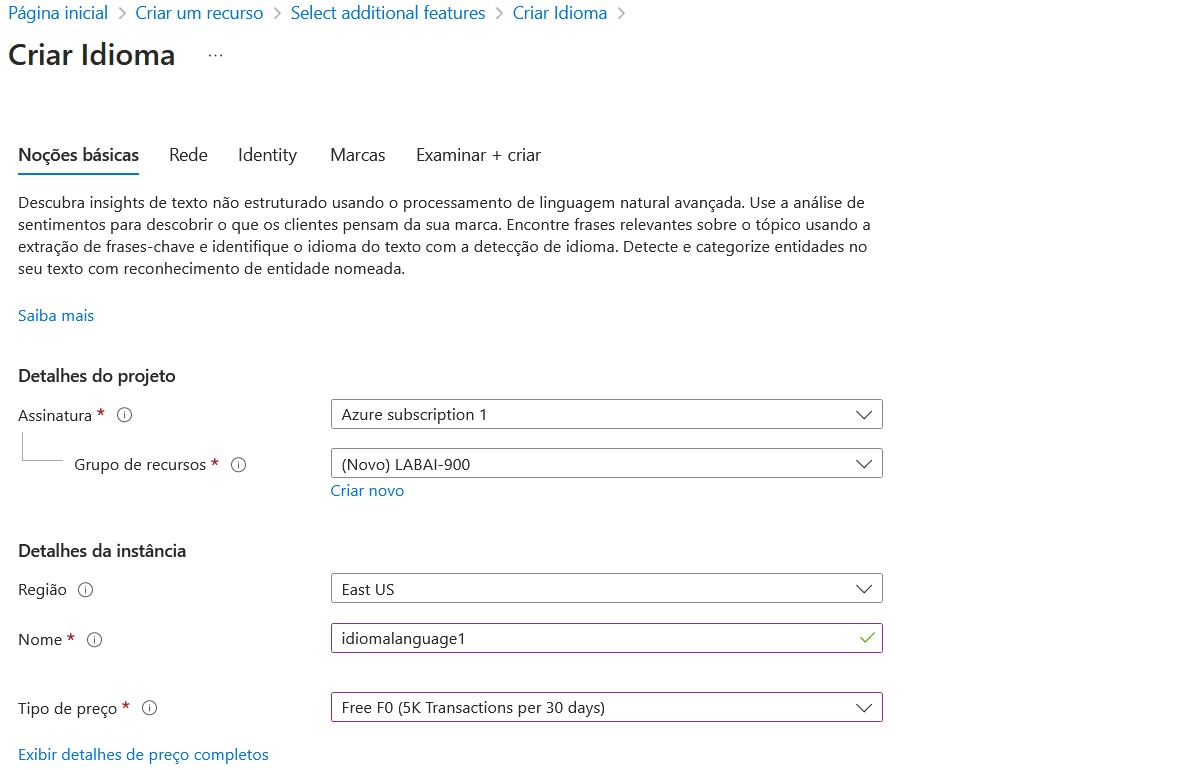 Página inicial > Criar um recurso > Select additional features > Criar Idioma >
Criar Idioma ...
Noções básicas Rede Identity Marcas Examinar + criar
Descubra insights de texto não estruturado usando o processamento de linguagem natural avançada. Use a análise de
sentimentos para descobrir o que os clientes pensam da sua marca. Encontre frases relevantes sobre o tópico usando a
extração de frases-chave e identifique o idioma do texto com a detecção de idioma. Detecte e categorize entidades no
seu texto com reconhecimento de entidade nomeada.
Saiba mais
Detalhes do projeto
Assinatura * Azure subscription 1
Grupo de recursos * (Novo) LABAI-900
Criar novo
Detalhes da instância
Região East US
Nome * idiomalanguage1
Tipo de preço * Free F0 (5K Transactions per 30 days)
Exibir detalhes de preço completos